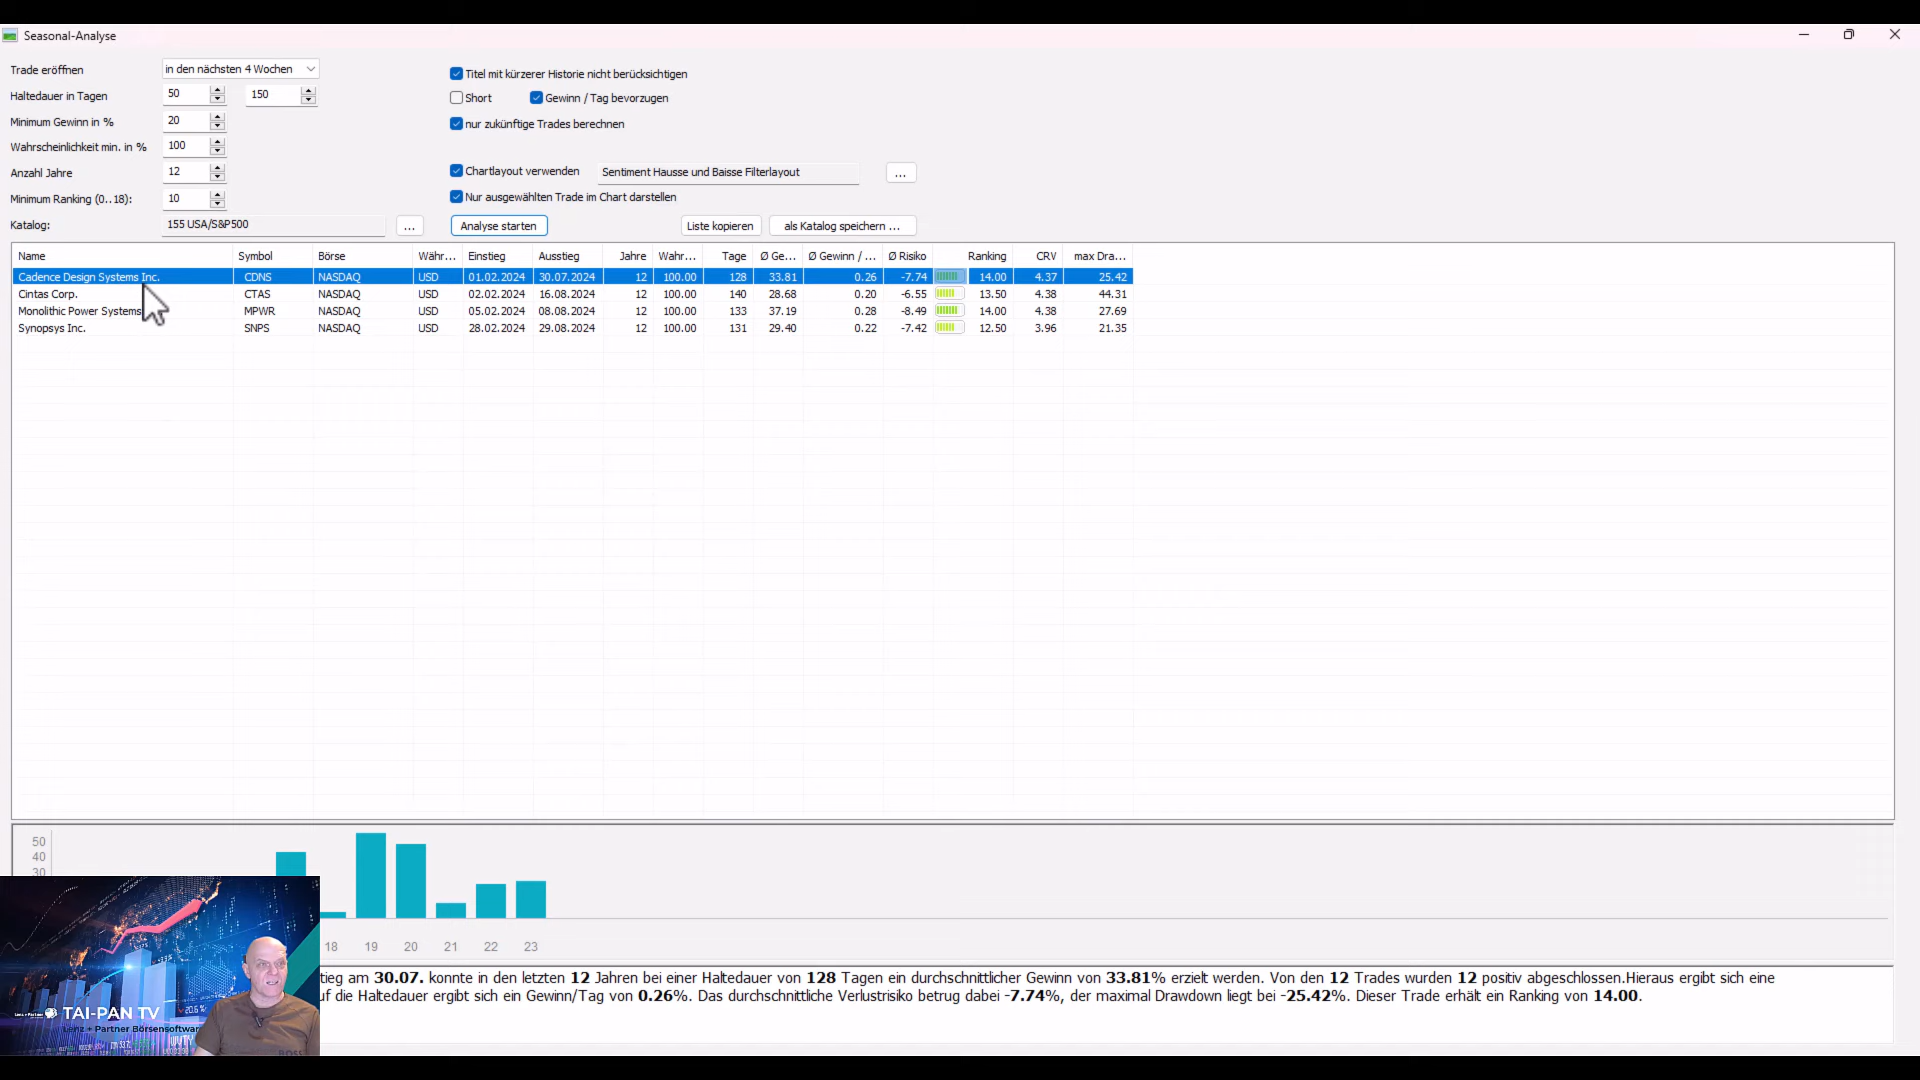 Seasonal-Analyse
Trade eröffnen in den nächsten 4 Wochen
Titel mit kürzerer Historie nicht berücksichtigen
Haltedauer in Tagen 50 150
Short Gewinn / Tag bevorzugen
Minimum Gewinn in % 20
nur zukünftige Trades berechnen
Wahrscheinlichkeit min. in % 100
Anzahl Jahre 12
Chartlayout verwenden Sentiment Hausse und Baisse Filterlayout ...
Minimum Ranking (0..18): 10
Nur ausgewählten Trade im Chart darstellen
Katalog: 155 USA/S&P500 ... Analyse starten Liste kopieren als Katalog speichern ...
Name Symbol Börse Währ... Einstieg Ausstieg Jahre Wahr... Tage Ø Ge... Ø Gewinn / ... Ø Risiko Ranking CRV max Dra...
Cadence Design Systems Inc. CDNS NASDAQ USD 01.02.2024 30.07.2024 12 100.00 128 33.81 0.26 -7.74 14.00 4.37 25.42
Cintas Corp. CTAS NASDAQ USD 02.02.2024 16.08.2024 12 100.00 140 28.68 0.20 -6.55 13.50 4.38 44.31
Monolithic Power Systems MPWR NASDAQ USD 05.02.2024 08.08.2024 12 100.00 133 37.19 0.28 -8.49 14.00 4.38 27.69
Synopsys Inc. SNPS NASDAQ USD 28.02.2024 29.08.2024 12 100.00 131 29.40 0.22 -7.42 12.50 3.96 21.35
50
40
30
18 19 20 21 22 23
tieg am 30.07. konnte in den letzten 12 Jahren bei einer Haltedauer von 128 Tagen ein durchschnittlicher Gewinn von 33.81% erzielt werden. Von den 12 Trades wurden 12 positiv abgeschlossen.Hieraus ergibt sich eine
uf die Haltedauer ergibt sich ein Gewinn/Tag von 0.26%. Das durchschnittliche Verlustrisiko betrug dabei -7.74%, der maximal Drawdown liegt bei -25.42%. Dieser Trade erhält ein Ranking von 14.00.
Lenz+Partner TAI-PAN TV
Lenz + Partner Börsensoftwar
BOSS